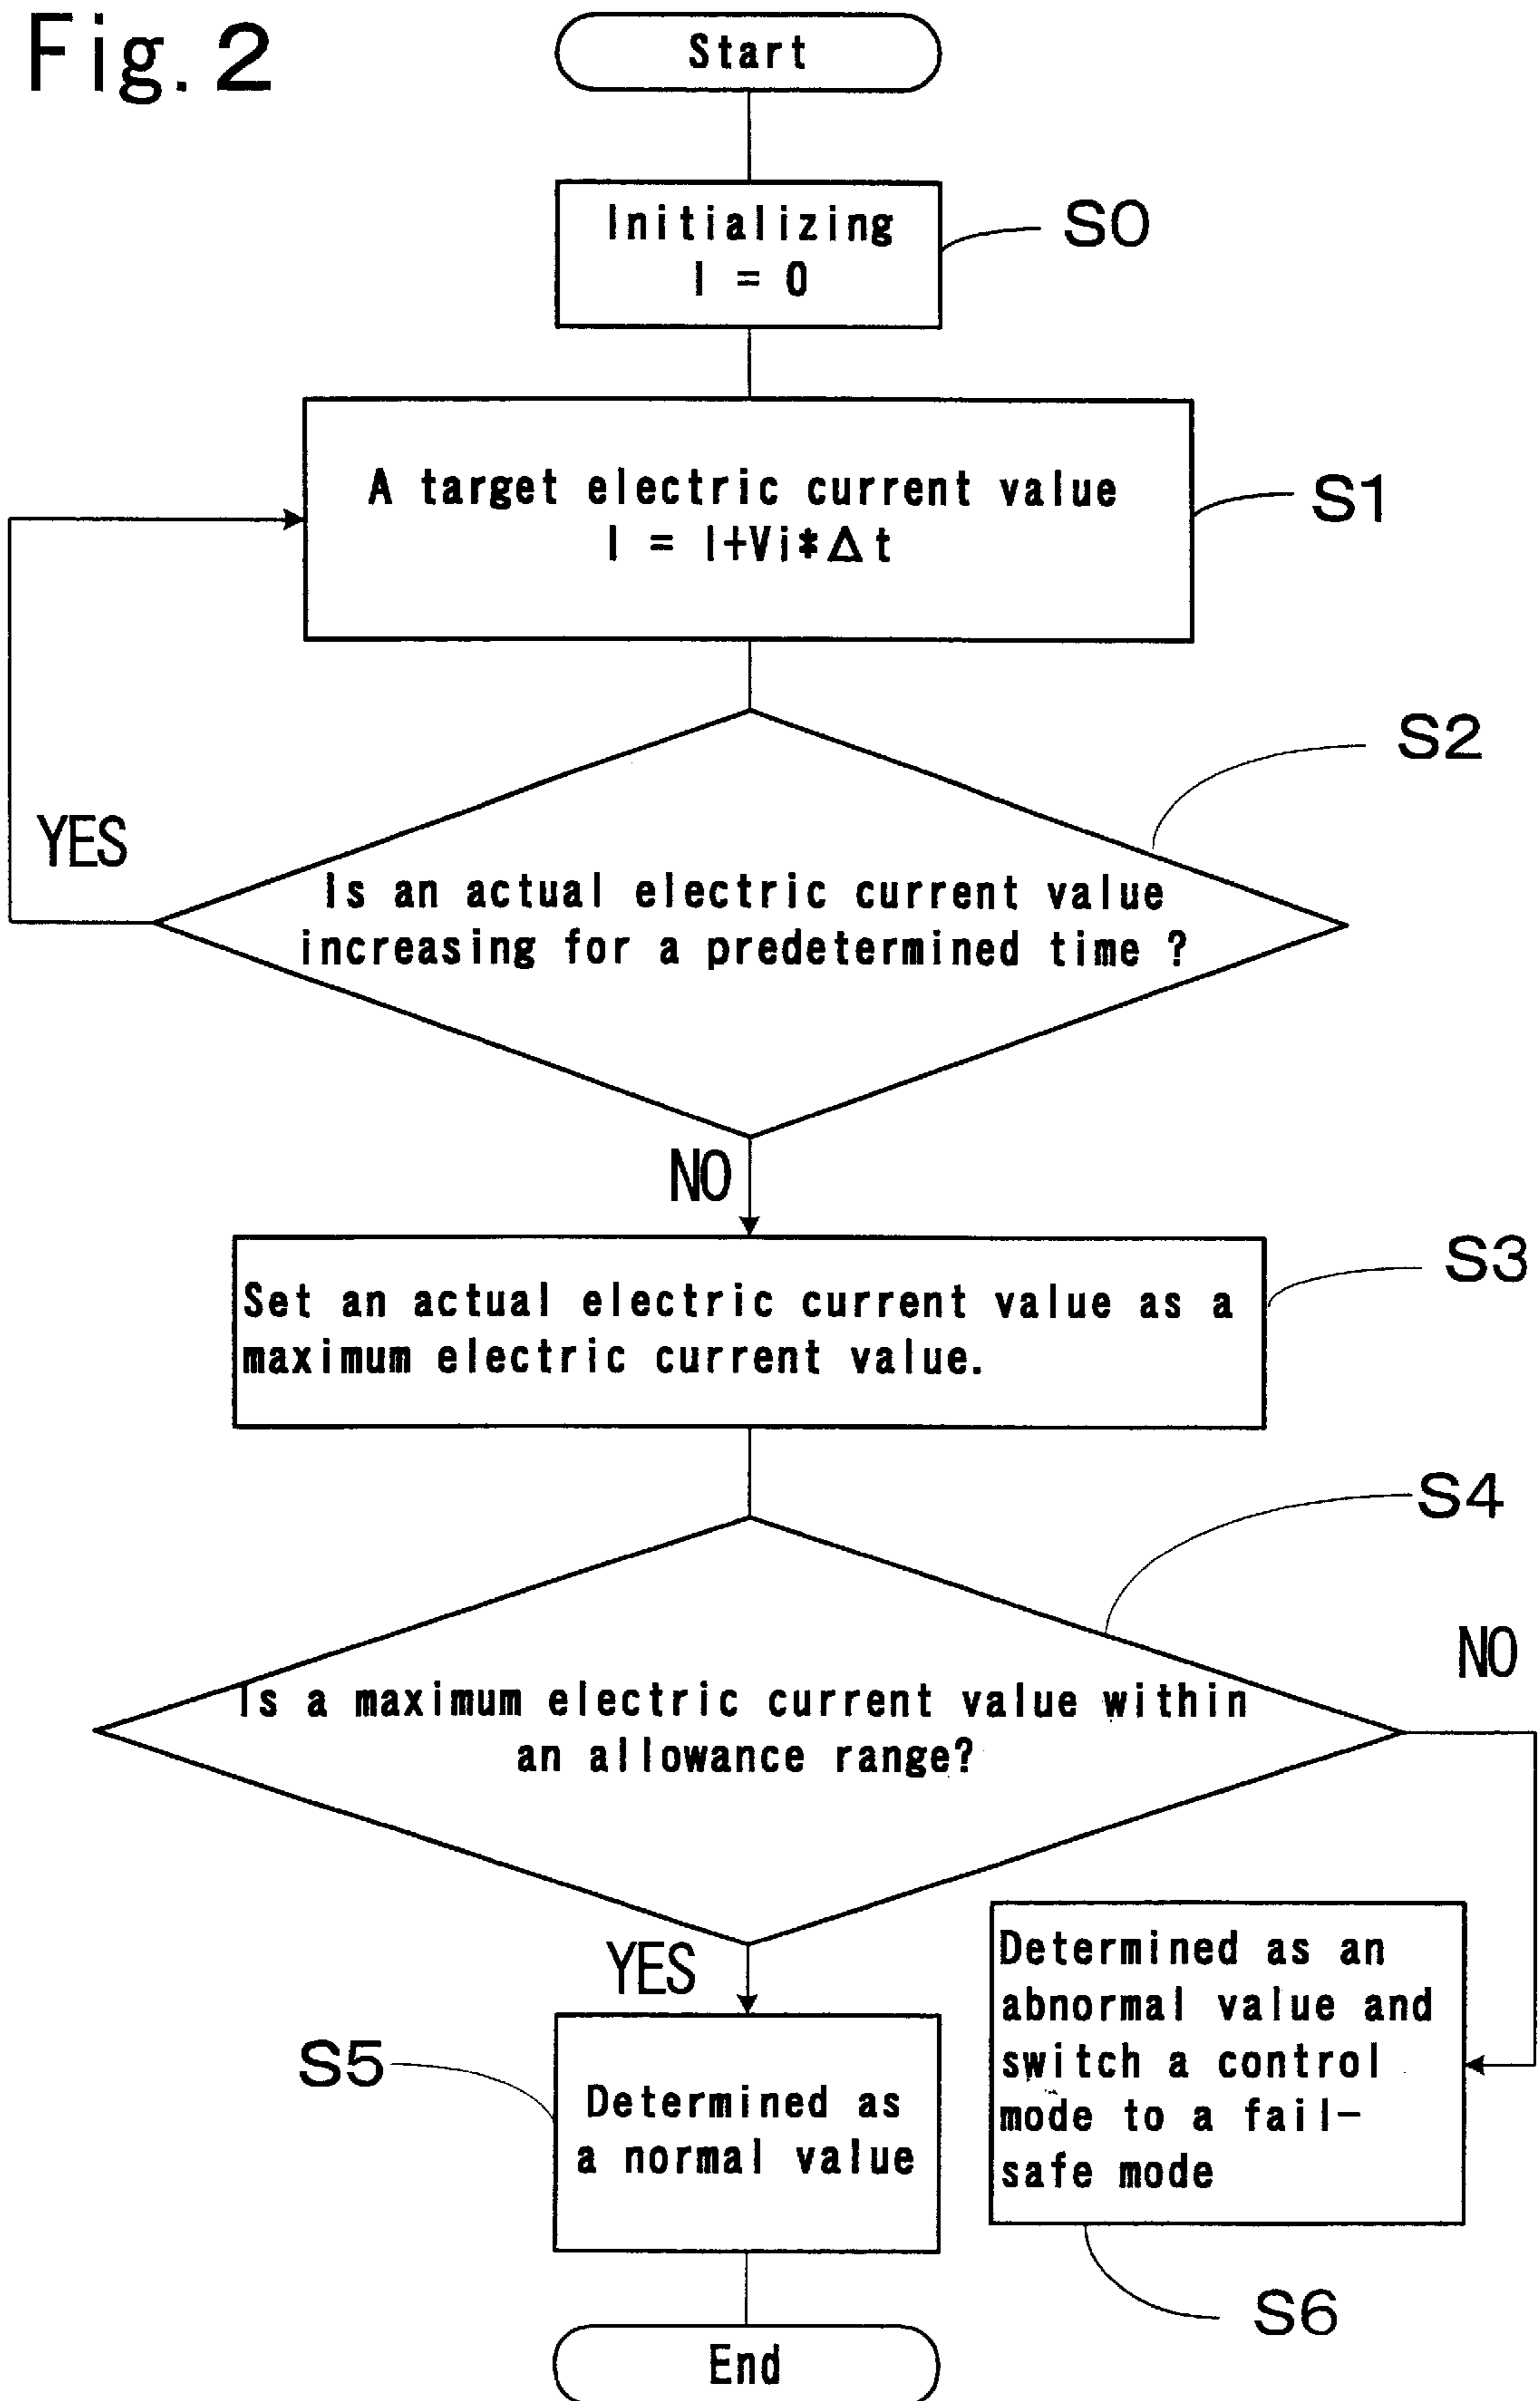 Fig. 2
Start
Initializing
I = 0
S0
A target electric current value
I = I+Vi*Δt
S1
S2
YES
Is an actual electric current value
increasing for a predetermined time ?
NO
S3
Set an actual electric current value as a
maximum electric current value.
S4
NO
Is a maximum electric current value within
an allowance range?
YES
S5
Determined as
a normal value
Determined as an
abnormal value and
switch a control
mode to a fail-
safe mode
S6
End